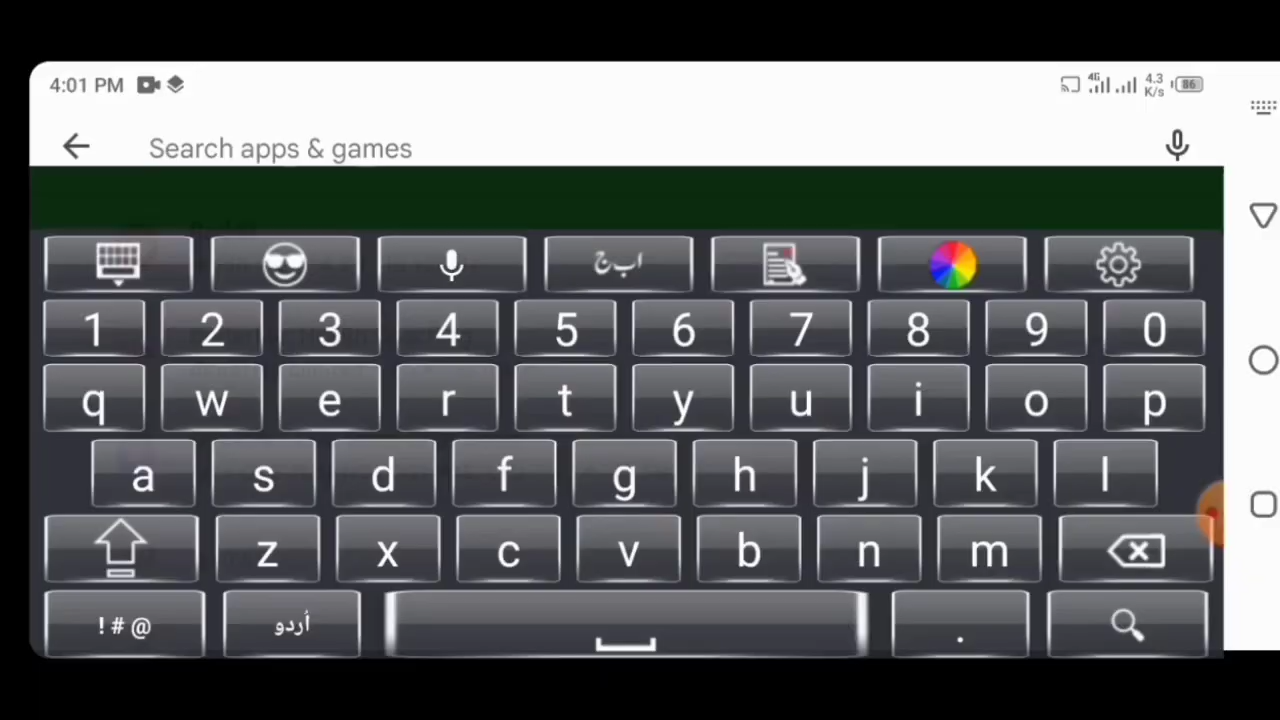 4:01 PM 4G 4.3 K/s 86
Search apps & games
اب ج
1 2 3 4 5 6 7 8 9 0
q w e r t y u i o p
a s d f g h j k l
z x c v b n m
! # @ اُردو .